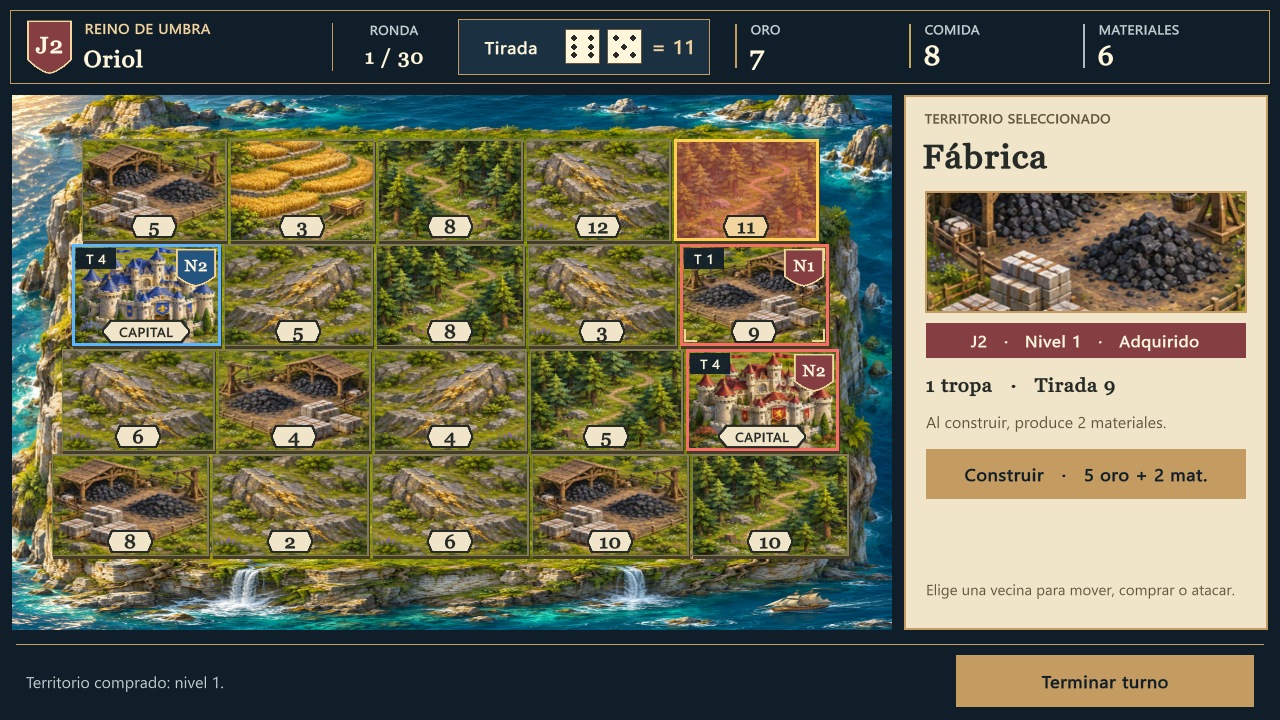 J2
REINO DE UMBRA
Oriol
RONDA
1 / 30
Tirada = 11
ORO
7
COMIDA
8
MATERIALES
6
5
3
8
12
11
T 4
N2
CAPITAL
5
8
3
T 1
N1
9
6
4
4
5
T 4
N2
CAPITAL
8
2
6
10
10
TERRITORIO SELECCIONADO
Fábrica
J2 · Nivel 1 · Adquirido
1 tropa · Tirada 9
Al construir, produce 2 materiales.
Construir · 5 oro + 2 mat.
Elige una vecina para mover, comprar o atacar.
Territorio comprado: nivel 1.
Terminar turno